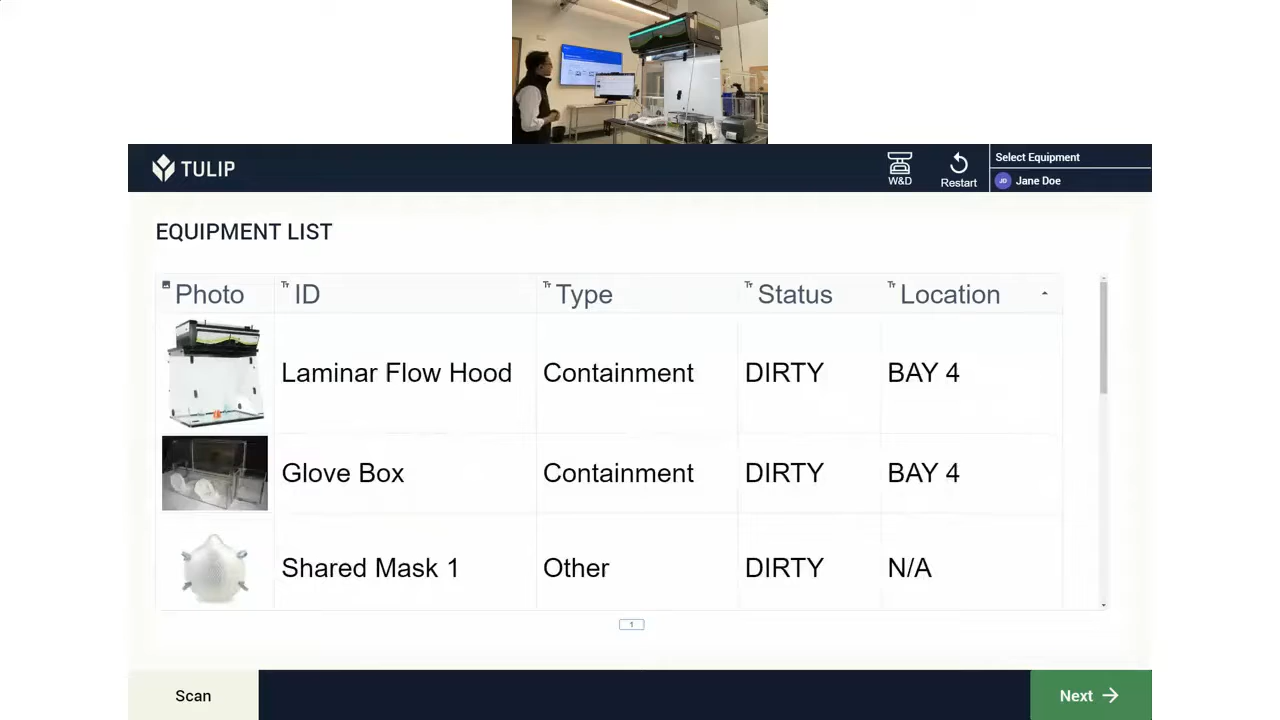 TULIP
W&D
Restart
Select Equipment
JD Jane Doe
EQUIPMENT LIST
Photo ID Type Status Location
Laminar Flow Hood Containment DIRTY BAY 4
Glove Box Containment DIRTY BAY 4
Shared Mask 1 Other DIRTY N/A
1
Scan
Next